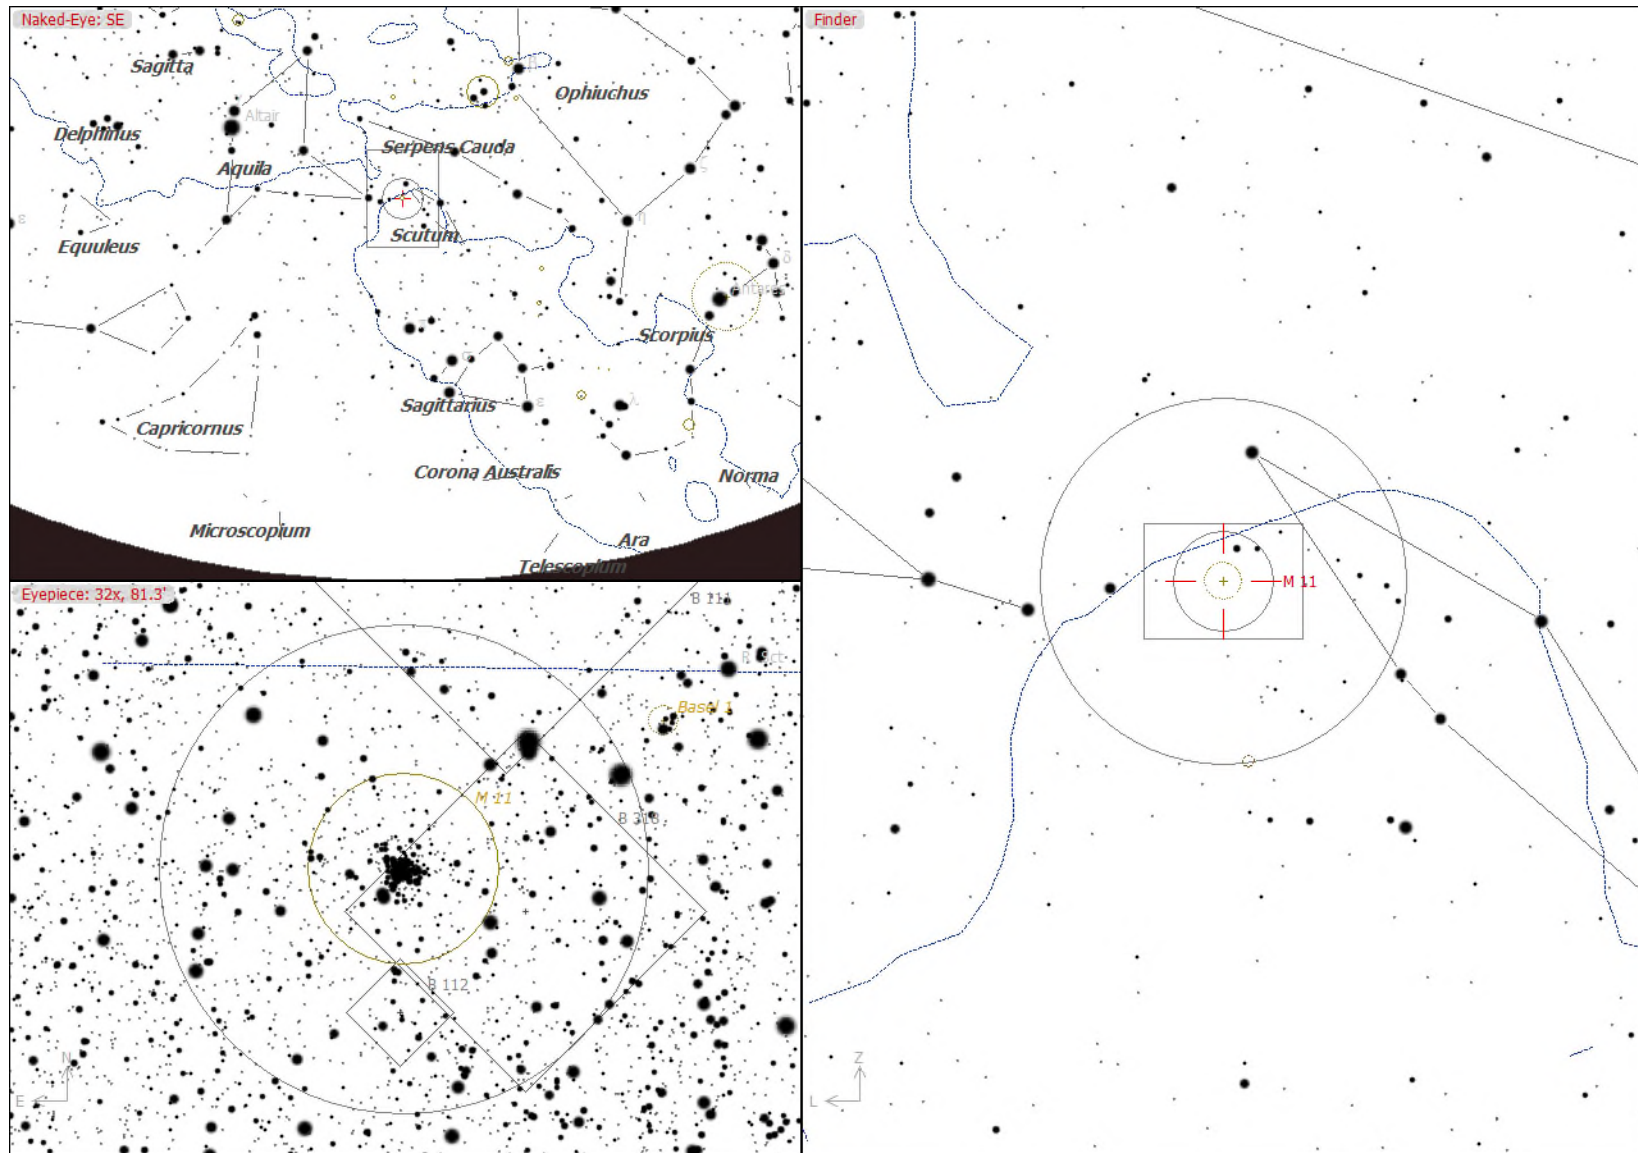 Naked-Eye: SE
Sagitta
β
Ophiuchus
Altair
Delphinus
Serpens Cauda
Aquila
ζ
ε
η
Equuleus
Scutum
δ
Antares
Scorpius
σ
Sagittarius
ε
λ
Capricornus
Corona Australis
Norma
Microscopium
Ara
Telescopium
Eyepiece: 32x, 81.3'
B 111
R Sct
Basel 1
M 11
B 318
B 112
N
E
Finder
M 11
Z
L